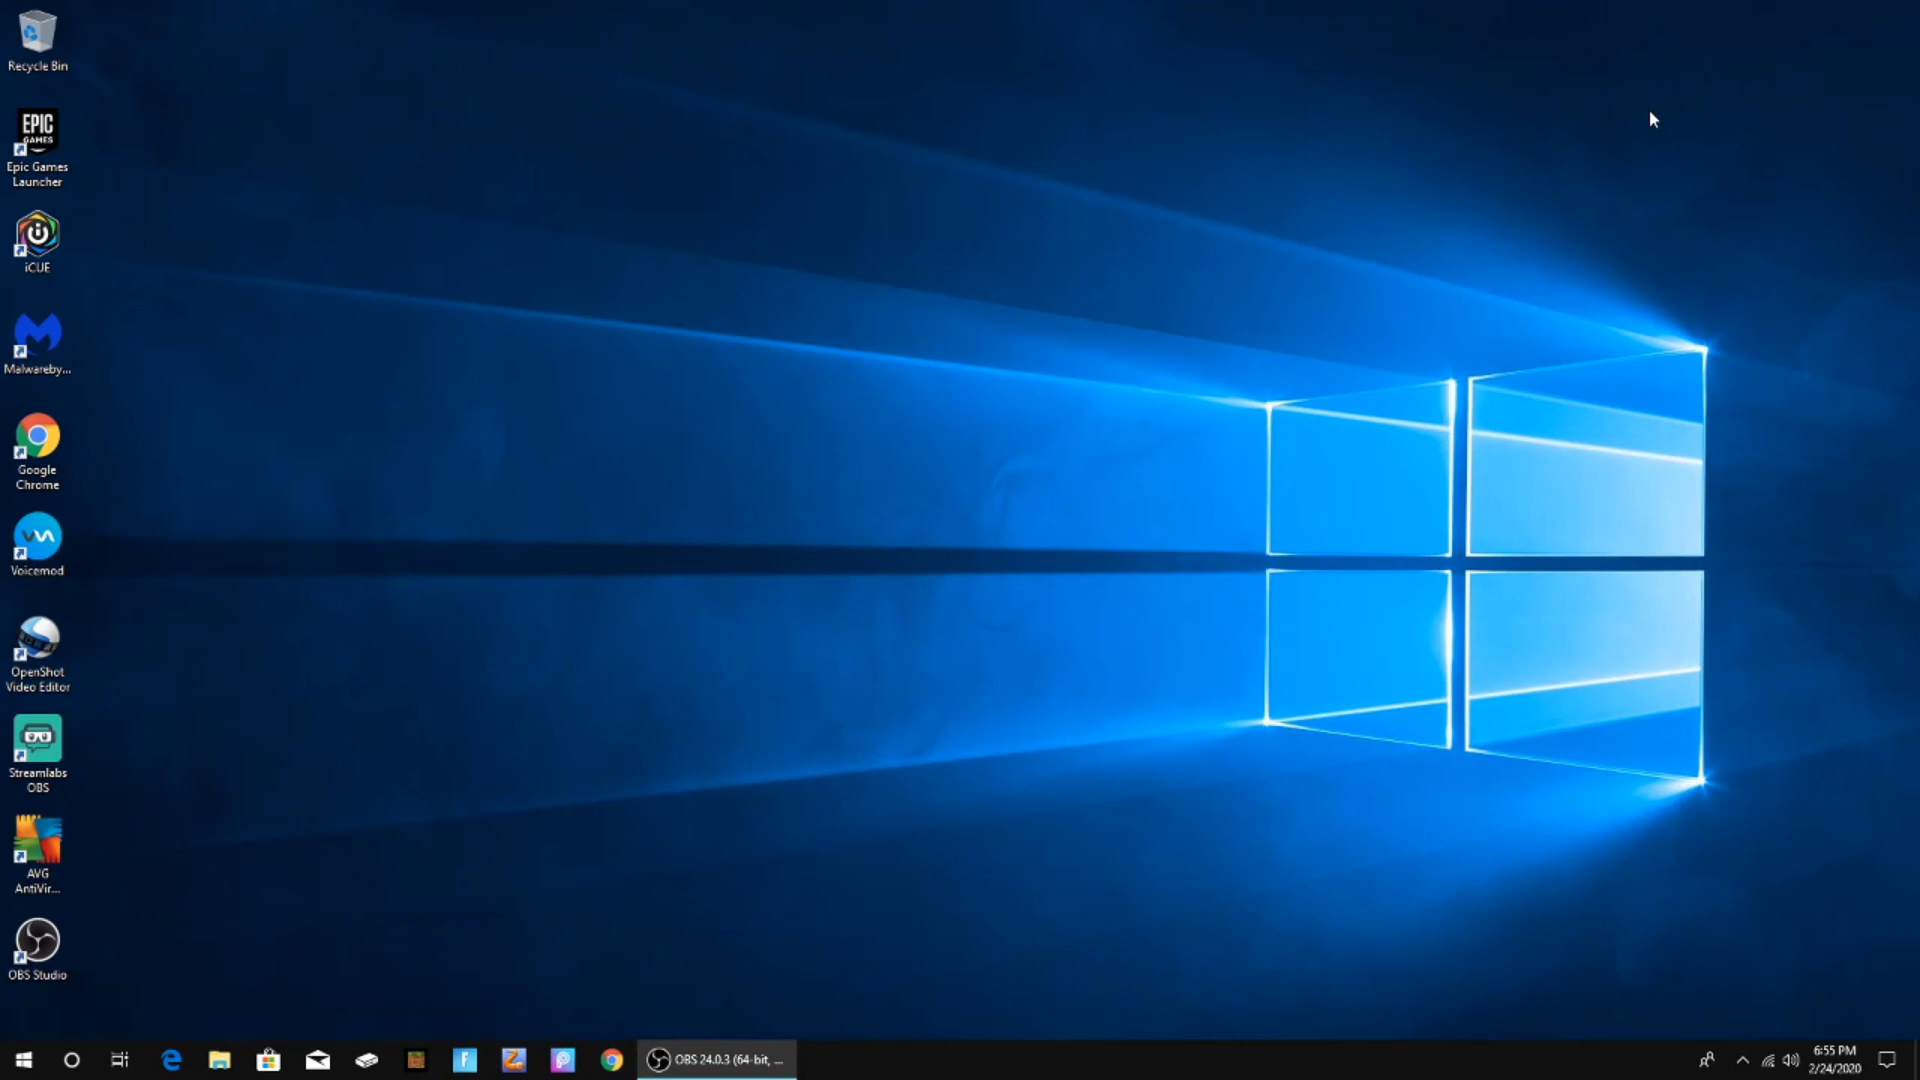 Recycle Bin
EPIC
GAMES
Epic Games
Launcher
iCUE
Malwareby...
Google
Chrome
Voicemod
OpenShot
Video Editor
Streamlabs
OBS
AVG
AntiVir...
OBS Studio
OBS 24.0.3 (64-bit, ...
6:55 PM
2/24/2020